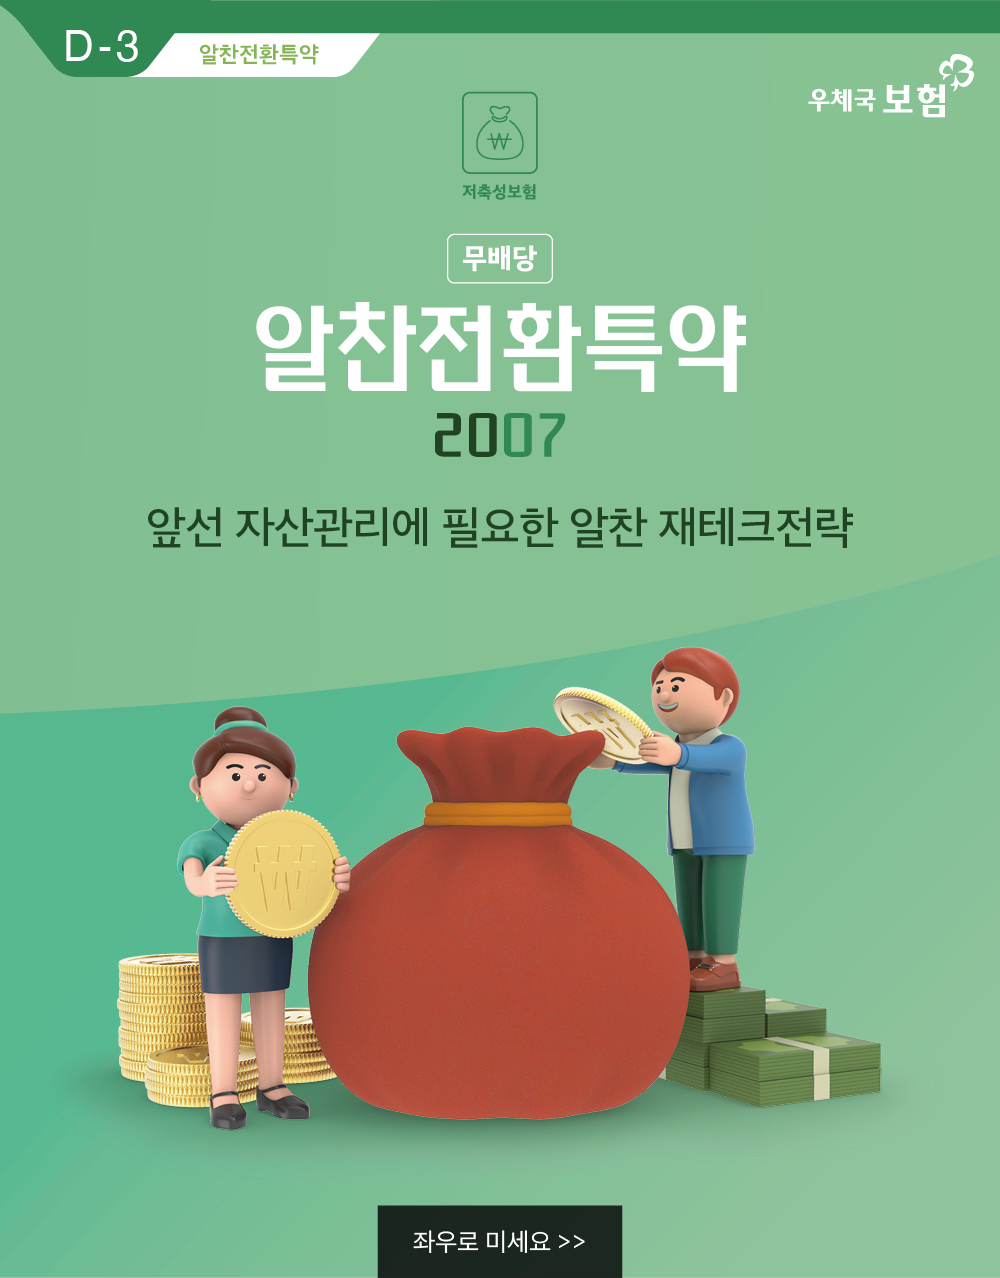 D-3
알찬전환특약
우체국 보험
₩
저축성보험
무배당
알찬전환특약
2007
앞선 자산관리에 필요한 알찬 재테크전략
₩
₩
좌우로 미세요 >>